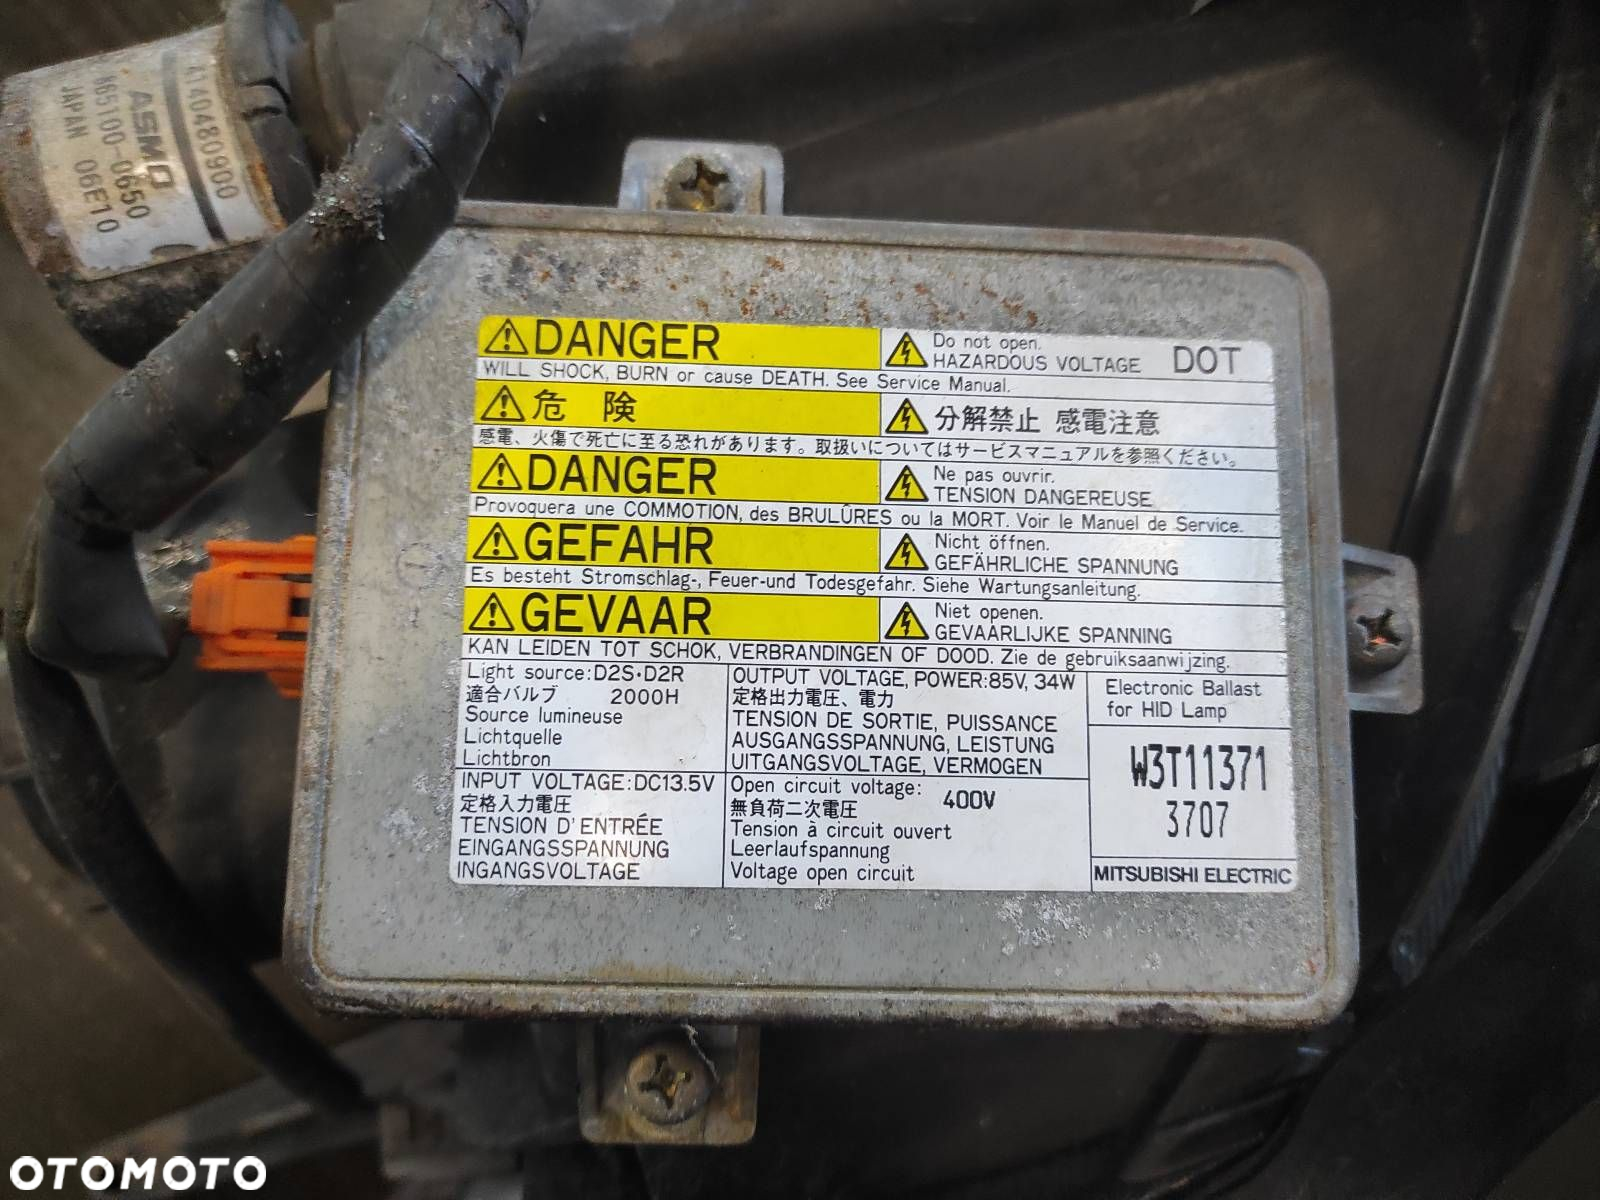 A140480900
ASMO
A65100-0650
JAPAN 06E10
DANGER
Do not open.
HAZARDOUS VOLTAGE
DOT
WILL SHOCK, BURN or cause DEATH. See Service Manual.
危 険
分解禁止 感電注意
感電、火傷で死亡に至る恐れがあります。取扱いについてはサービスマニュアルを参照ください。
DANGER
Ne pas ouvrir.
TENSION DANGEREUSE
Provoquera une COMMOTION, des BRULÛRES ou la MORT. Voir le Manuel de Service.
GEFAHR
Nicht öffnen.
GEFÄHRLICHE SPANNUNG
Es besteht Stromschlag-, Feuer-und Todesgefahr. Siehe Wartungsanleitung.
GEVAAR
Niet openen.
GEVAARLIJKE SPANNING
KAN LEIDEN TOT SCHOK, VERBRANDINGEN OF DOOD. Zie de gebruiksaanwijzing.
Light source:D2S·D2R
適合バルブ 2000H
Source lumineuse
Lichtquelle
Lichtbron
OUTPUT VOLTAGE, POWER:85V, 34W
定格出力電圧、電力
TENSION DE SORTIE, PUISSANCE
AUSGANGSSPANNUNG, LEISTUNG
UITGANGSVOLTAGE, VERMOGEN
Electronic Ballast
for HID Lamp
INPUT VOLTAGE:DC13.5V
定格入力電圧
TENSION D'ENTRÉE
EINGANGSSPANNUNG
INGANGSVOLTAGE
Open circuit voltage: 400V
無負荷二次電圧
Tension à circuit ouvert
Leerlaufspannung
Voltage open circuit
W3T11371
3707
MITSUBISHI ELECTRIC
OTOMOTO